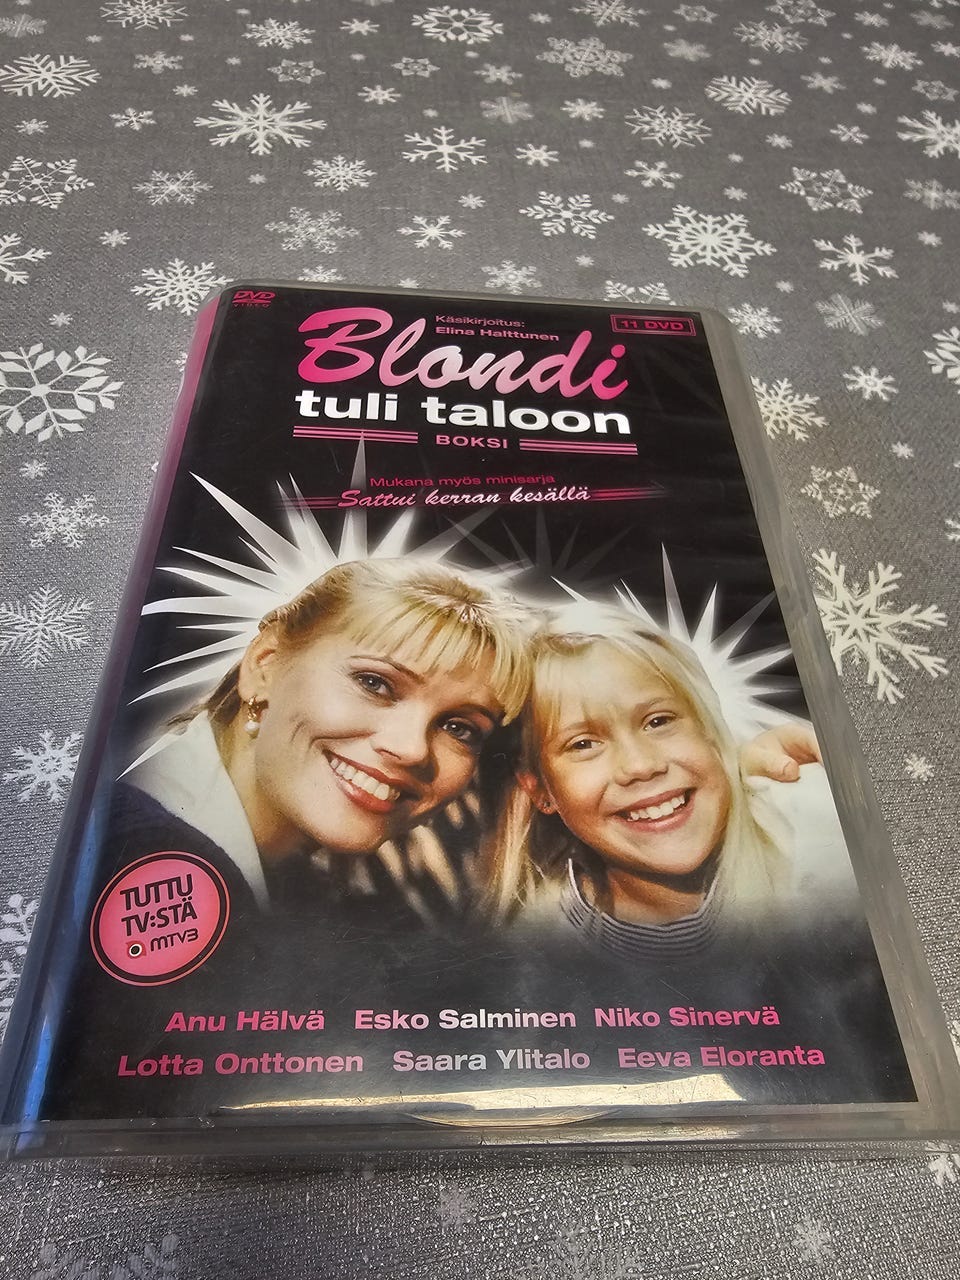 DVD
VIDEO
Käsikirjoitus:
Elina Halttunen
11 DVD
Blondi
tuli taloon
BOKSI
Mukana myös minisarja
Sattui kerran kesällä
TUTTU
TV:STÄ
MTV3
Anu Hälvä Esko Salminen Niko Sinervä
Lotta Onttonen Saara Ylitalo Eeva Eloranta